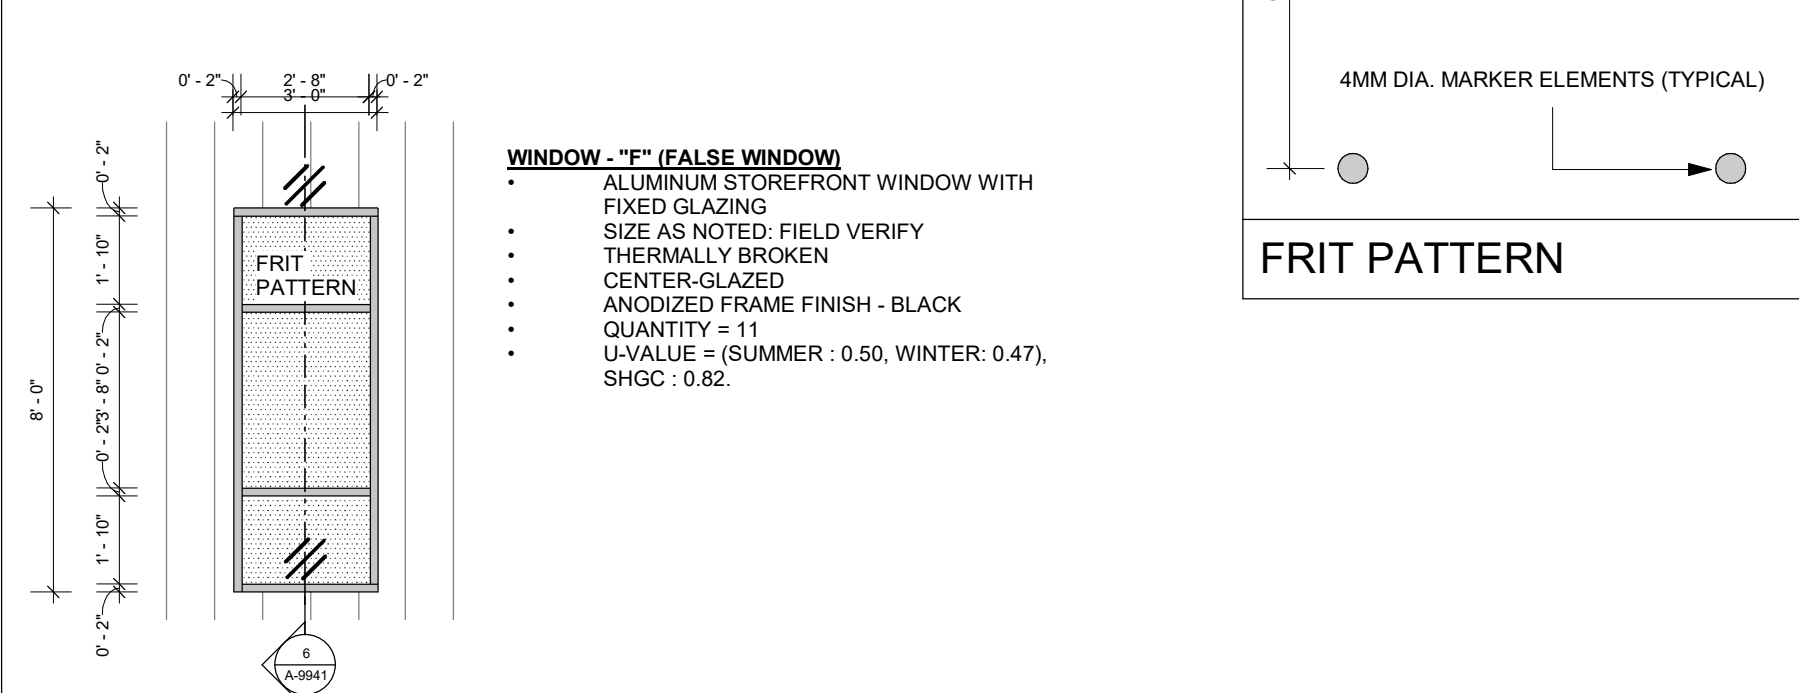 0' - 2"
2' - 8"
0' - 2"
3' - 0"
0' - 2"
1' - 10"
0' - 2"
3' - 8"
0' - 2"
1' - 10"
0' - 2"
8' - 0"
FRIT
PATTERN
6
A-9941
WINDOW - "F" (FALSE WINDOW)
• ALUMINUM STOREFRONT WINDOW WITH
FIXED GLAZING
• SIZE AS NOTED: FIELD VERIFY
• THERMALLY BROKEN
• CENTER-GLAZED
• ANODIZED FRAME FINISH - BLACK
• QUANTITY = 11
• U-VALUE = (SUMMER : 0.50, WINTER: 0.47),
SHGC : 0.82.
4MM DIA. MARKER ELEMENTS (TYPICAL)
FRIT PATTERN